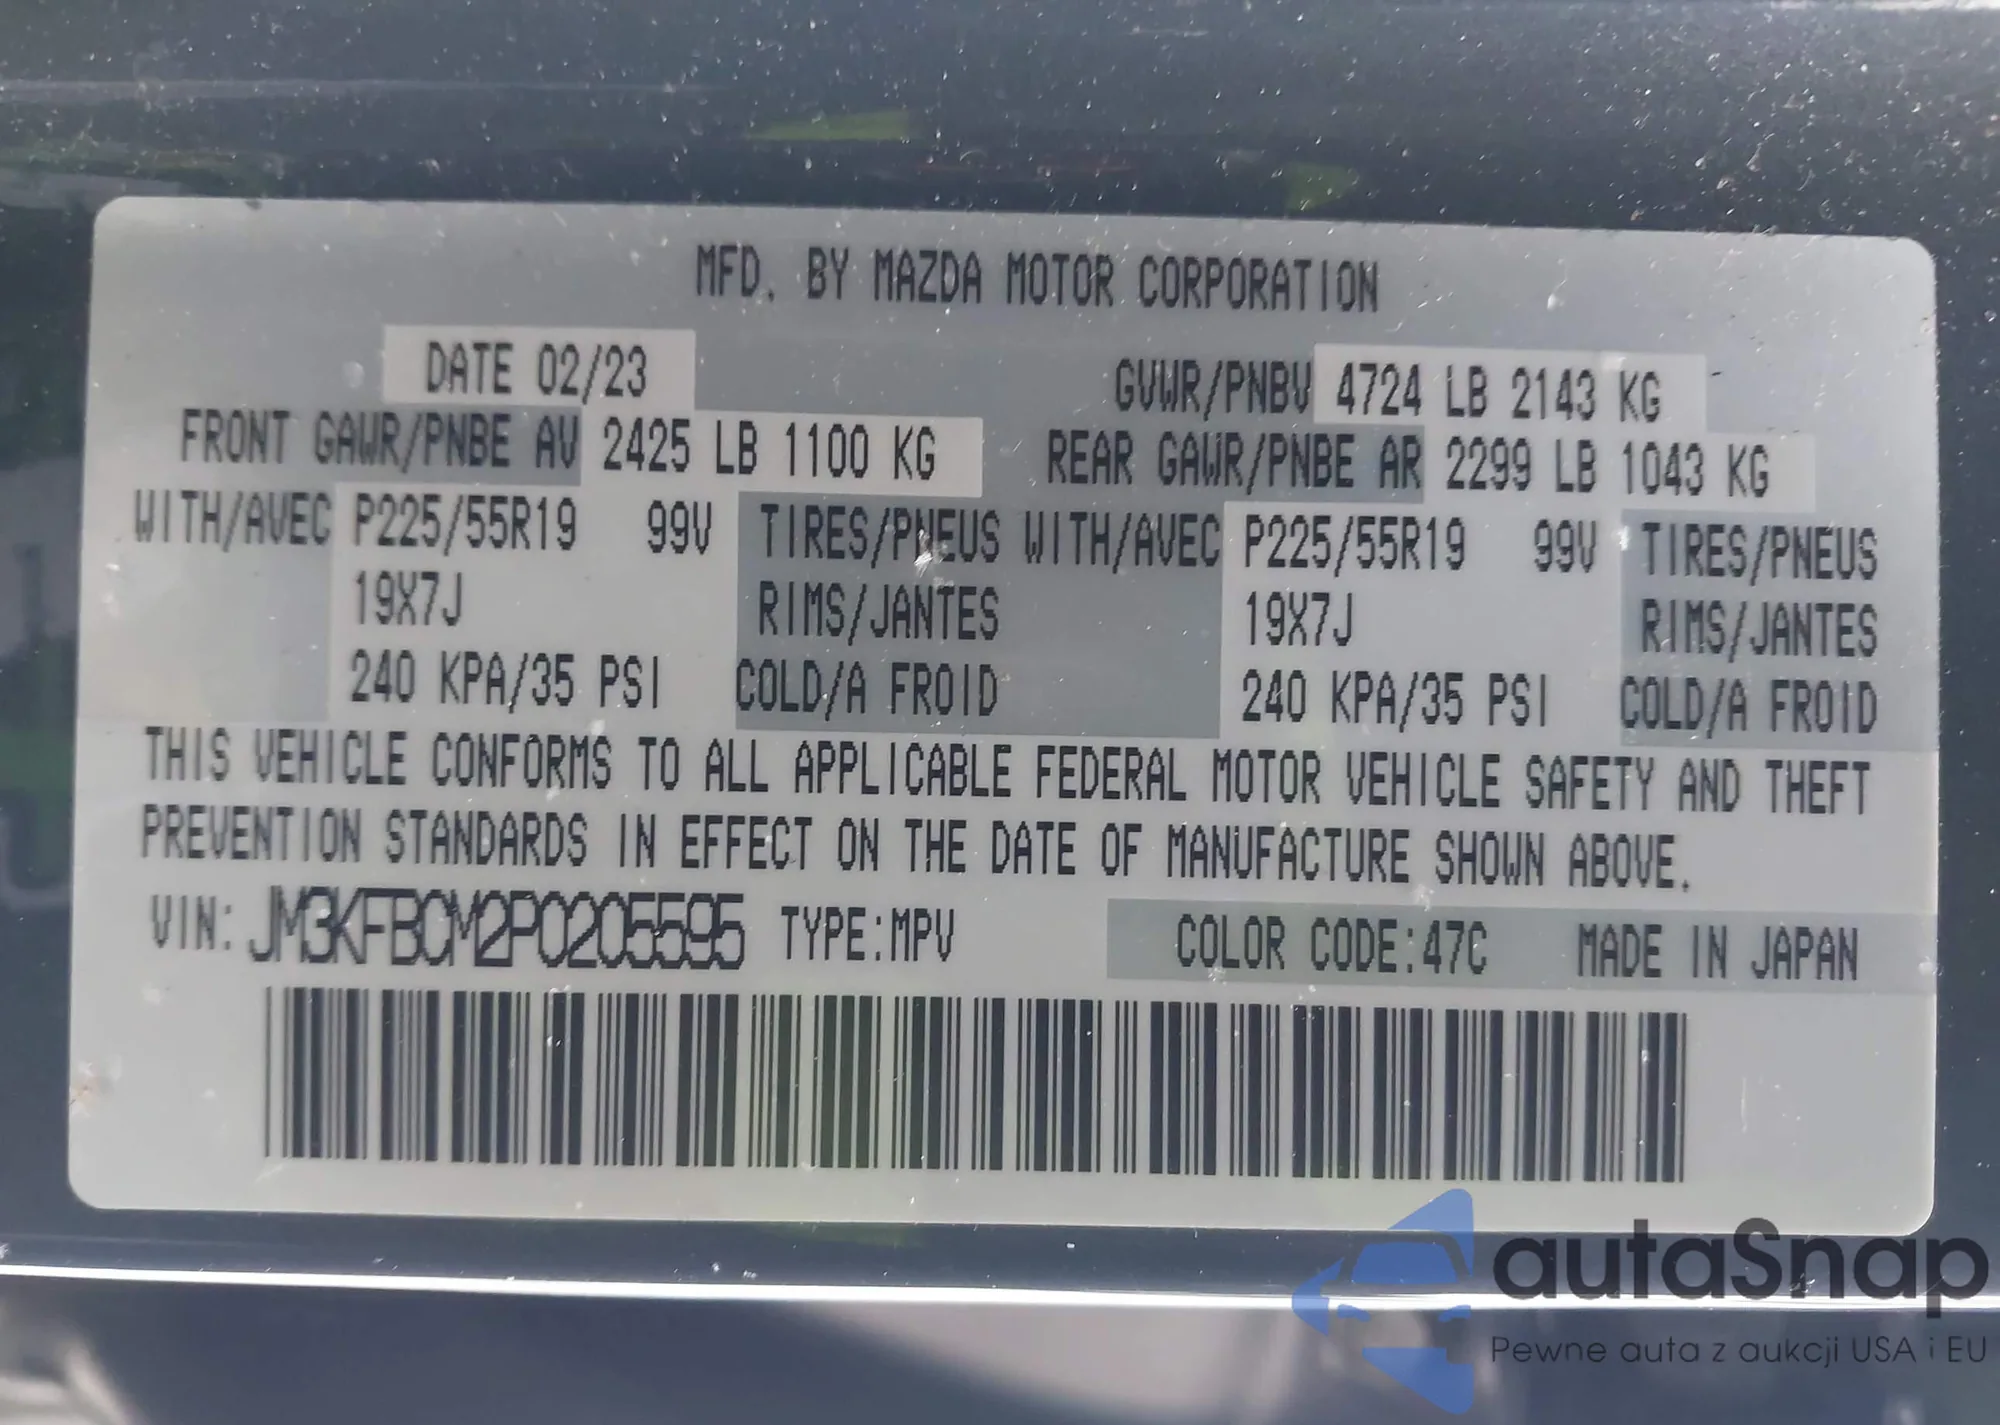 MFD. BY MAZDA MOTOR CORPORATION
DATE 02/23 GVWR/PNBV 4724 LB 2143 KG
FRONT GAWR/PNBE AV 2425 LB 1100 KG REAR GAWR/PNBE AR 2299 LB 1043 KG
WITH/AVEC P225/55R19 99V TIRES/PNEUS WITH/AVEC P225/55R19 99V TIRES/PNEUS
19X7J RIMS/JANTES 19X7J RIMS/JANTES
240 KPA/35 PSI COLD/A FROID 240 KPA/35 PSI COLD/A FROID
THIS VEHICLE CONFORMS TO ALL APPLICABLE FEDERAL MOTOR VEHICLE SAFETY AND THEFT
PREVENTION STANDARDS IN EFFECT ON THE DATE OF MANUFACTURE SHOWN ABOVE.
VIN: JM3KFBCM2P0205595 TYPE:MPV COLOR CODE:47C MADE IN JAPAN
autaSnap
Pewne auta z aukcji USA i EU